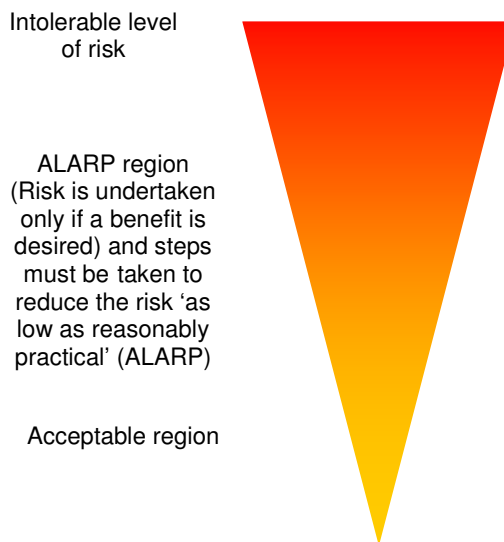 Intolerable level
of risk
ALARP region
(Risk is undertaken
only if a benefit is
desired) and steps
must be taken to
reduce the risk ‘as
low as reasonably
practical’ (ALARP)
Acceptable region